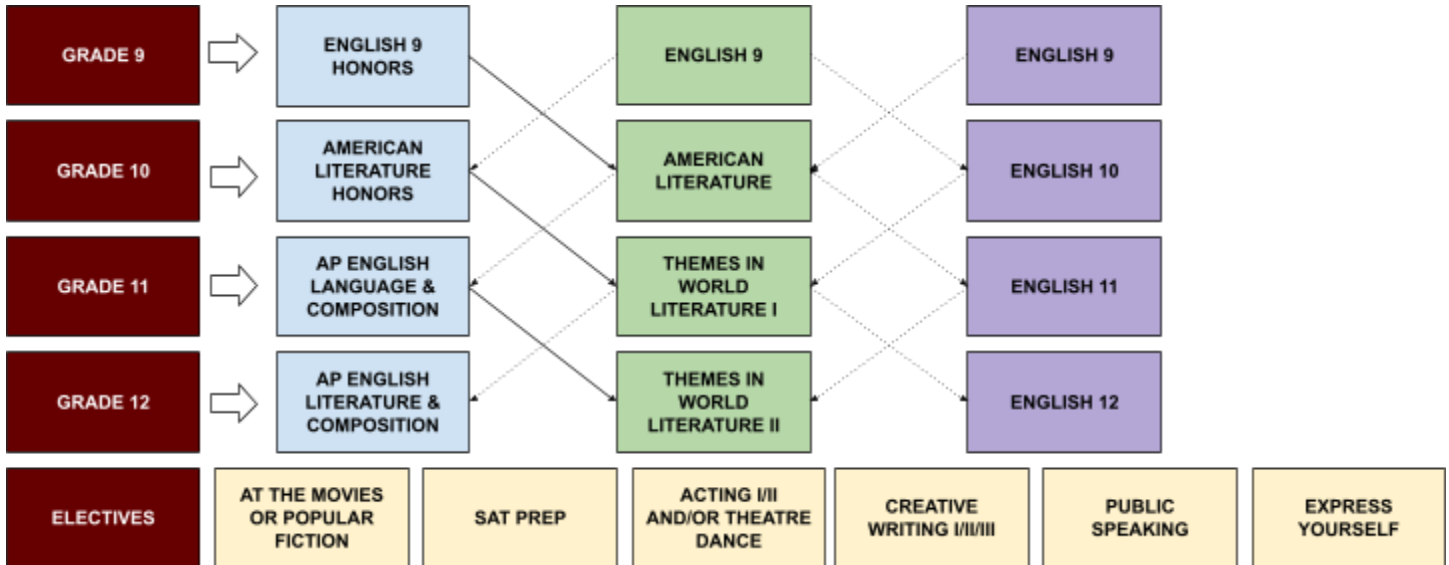 GRADE 9
ENGLISH 9
HONORS
ENGLISH 9
ENGLISH 9
GRADE 10
AMERICAN
LITERATURE
HONORS
AMERICAN
LITERATURE
ENGLISH 10
GRADE 11
AP ENGLISH
LANGUAGE &
COMPOSITION
THEMES IN
WORLD
LITERATURE I
ENGLISH 11
GRADE 12
AP ENGLISH
LITERATURE &
COMPOSITION
THEMES IN
WORLD
LITERATURE II
ENGLISH 12
ELECTIVES
AT THE MOVIES
OR POPULAR
FICTION
SAT PREP
ACTING I/II
AND/OR THEATRE
DANCE
CREATIVE
WRITING I/II/III
PUBLIC
SPEAKING
EXPRESS
YOURSELF